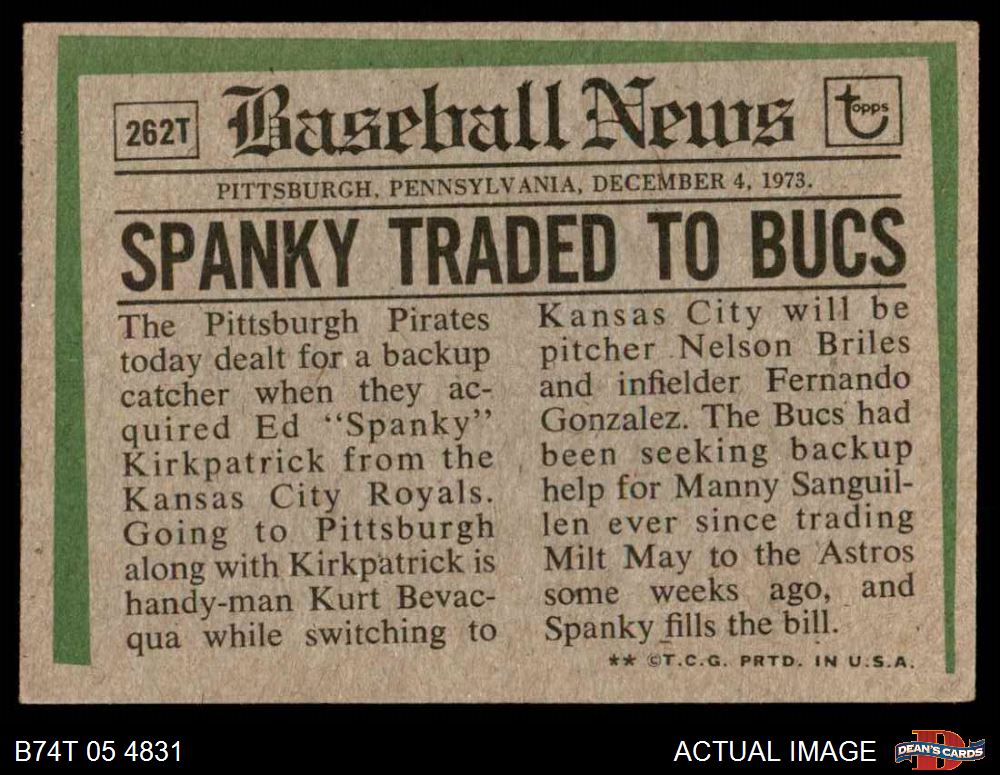 262T
Baseball News
topps
PITTSBURGH, PENNSYLVANIA, DECEMBER 4, 1973.
SPANKY TRADED TO BUCS
The Pittsburgh Pirates
today dealt for a backup
catcher when they ac-
quired Ed "Spanky"
Kirkpatrick from the
Kansas City Royals.
Going to Pittsburgh
along with Kirkpatrick is
handy-man Kurt Bevac-
qua while switching to
Kansas City will be
pitcher Nelson Briles
and infielder Fernando
Gonzalez. The Bucs had
been seeking backup
help for Manny Sanguil-
len ever since trading
Milt May to the Astros
some weeks ago, and
Spanky fills the bill.
** ©T.C.G. PRTD. IN U.S.A.
B74T 05 4831
ACTUAL IMAGE
DEAN'S CARDS